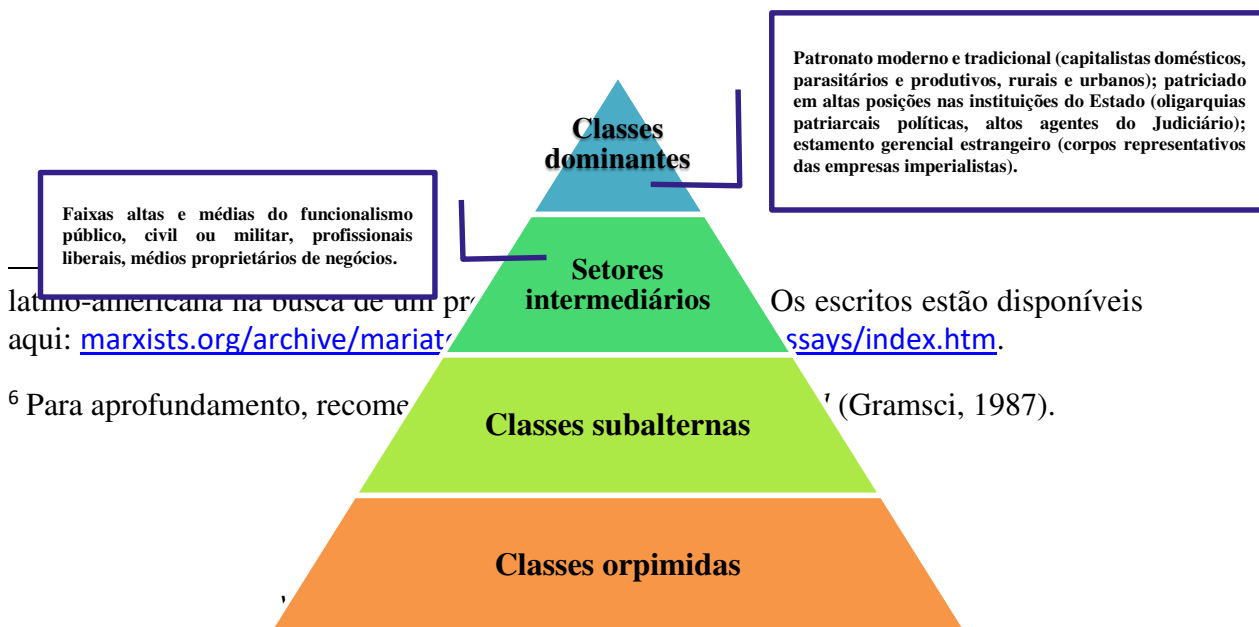 Patronato moderno e tradicional (capitalistas domésticos,
parasitários e produtivos, rurais e urbanos); patriciado
em altas posições nas instituições do Estado (oligarquias
patriarcais políticas, altos agentes do Judiciário);
estamento gerencial estrangeiro (corpos representativos
das empresas imperialistas).
Classes
dominantes
Faixas altas e médias do funcionalismo
público, civil ou militar, profissionais
liberais, médios proprietários de negócios.
Setores
intermediários
latino-americana na busca de um Os escritos estão disponíveis
aqui: marxists.org/archive/ ssays/index.htm.
6 Para aprofundamento, (Gramsci, 1987).
Classes subalternas
Classes orpimidas